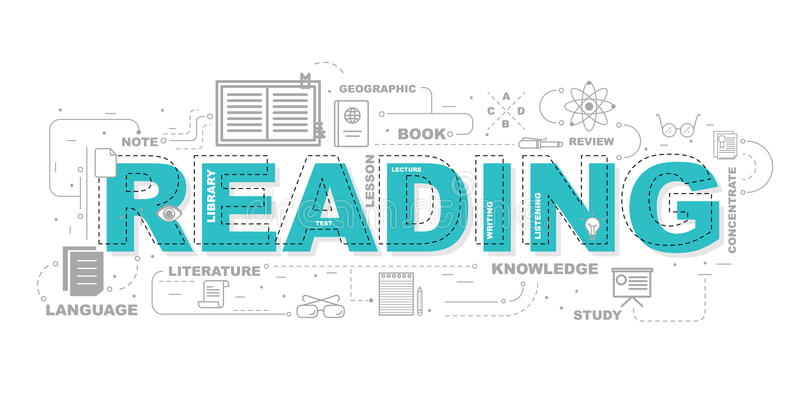 GEOGRAPHIC
A
C
D
B
NOTE
BOOK
REVIEW
READING
LIBRARY
TEST
LESSON
LECTURE
WRITING
LISTENING
CONCENTRATE
LITERATURE
KNOWLEDGE
LANGUAGE
STUDY